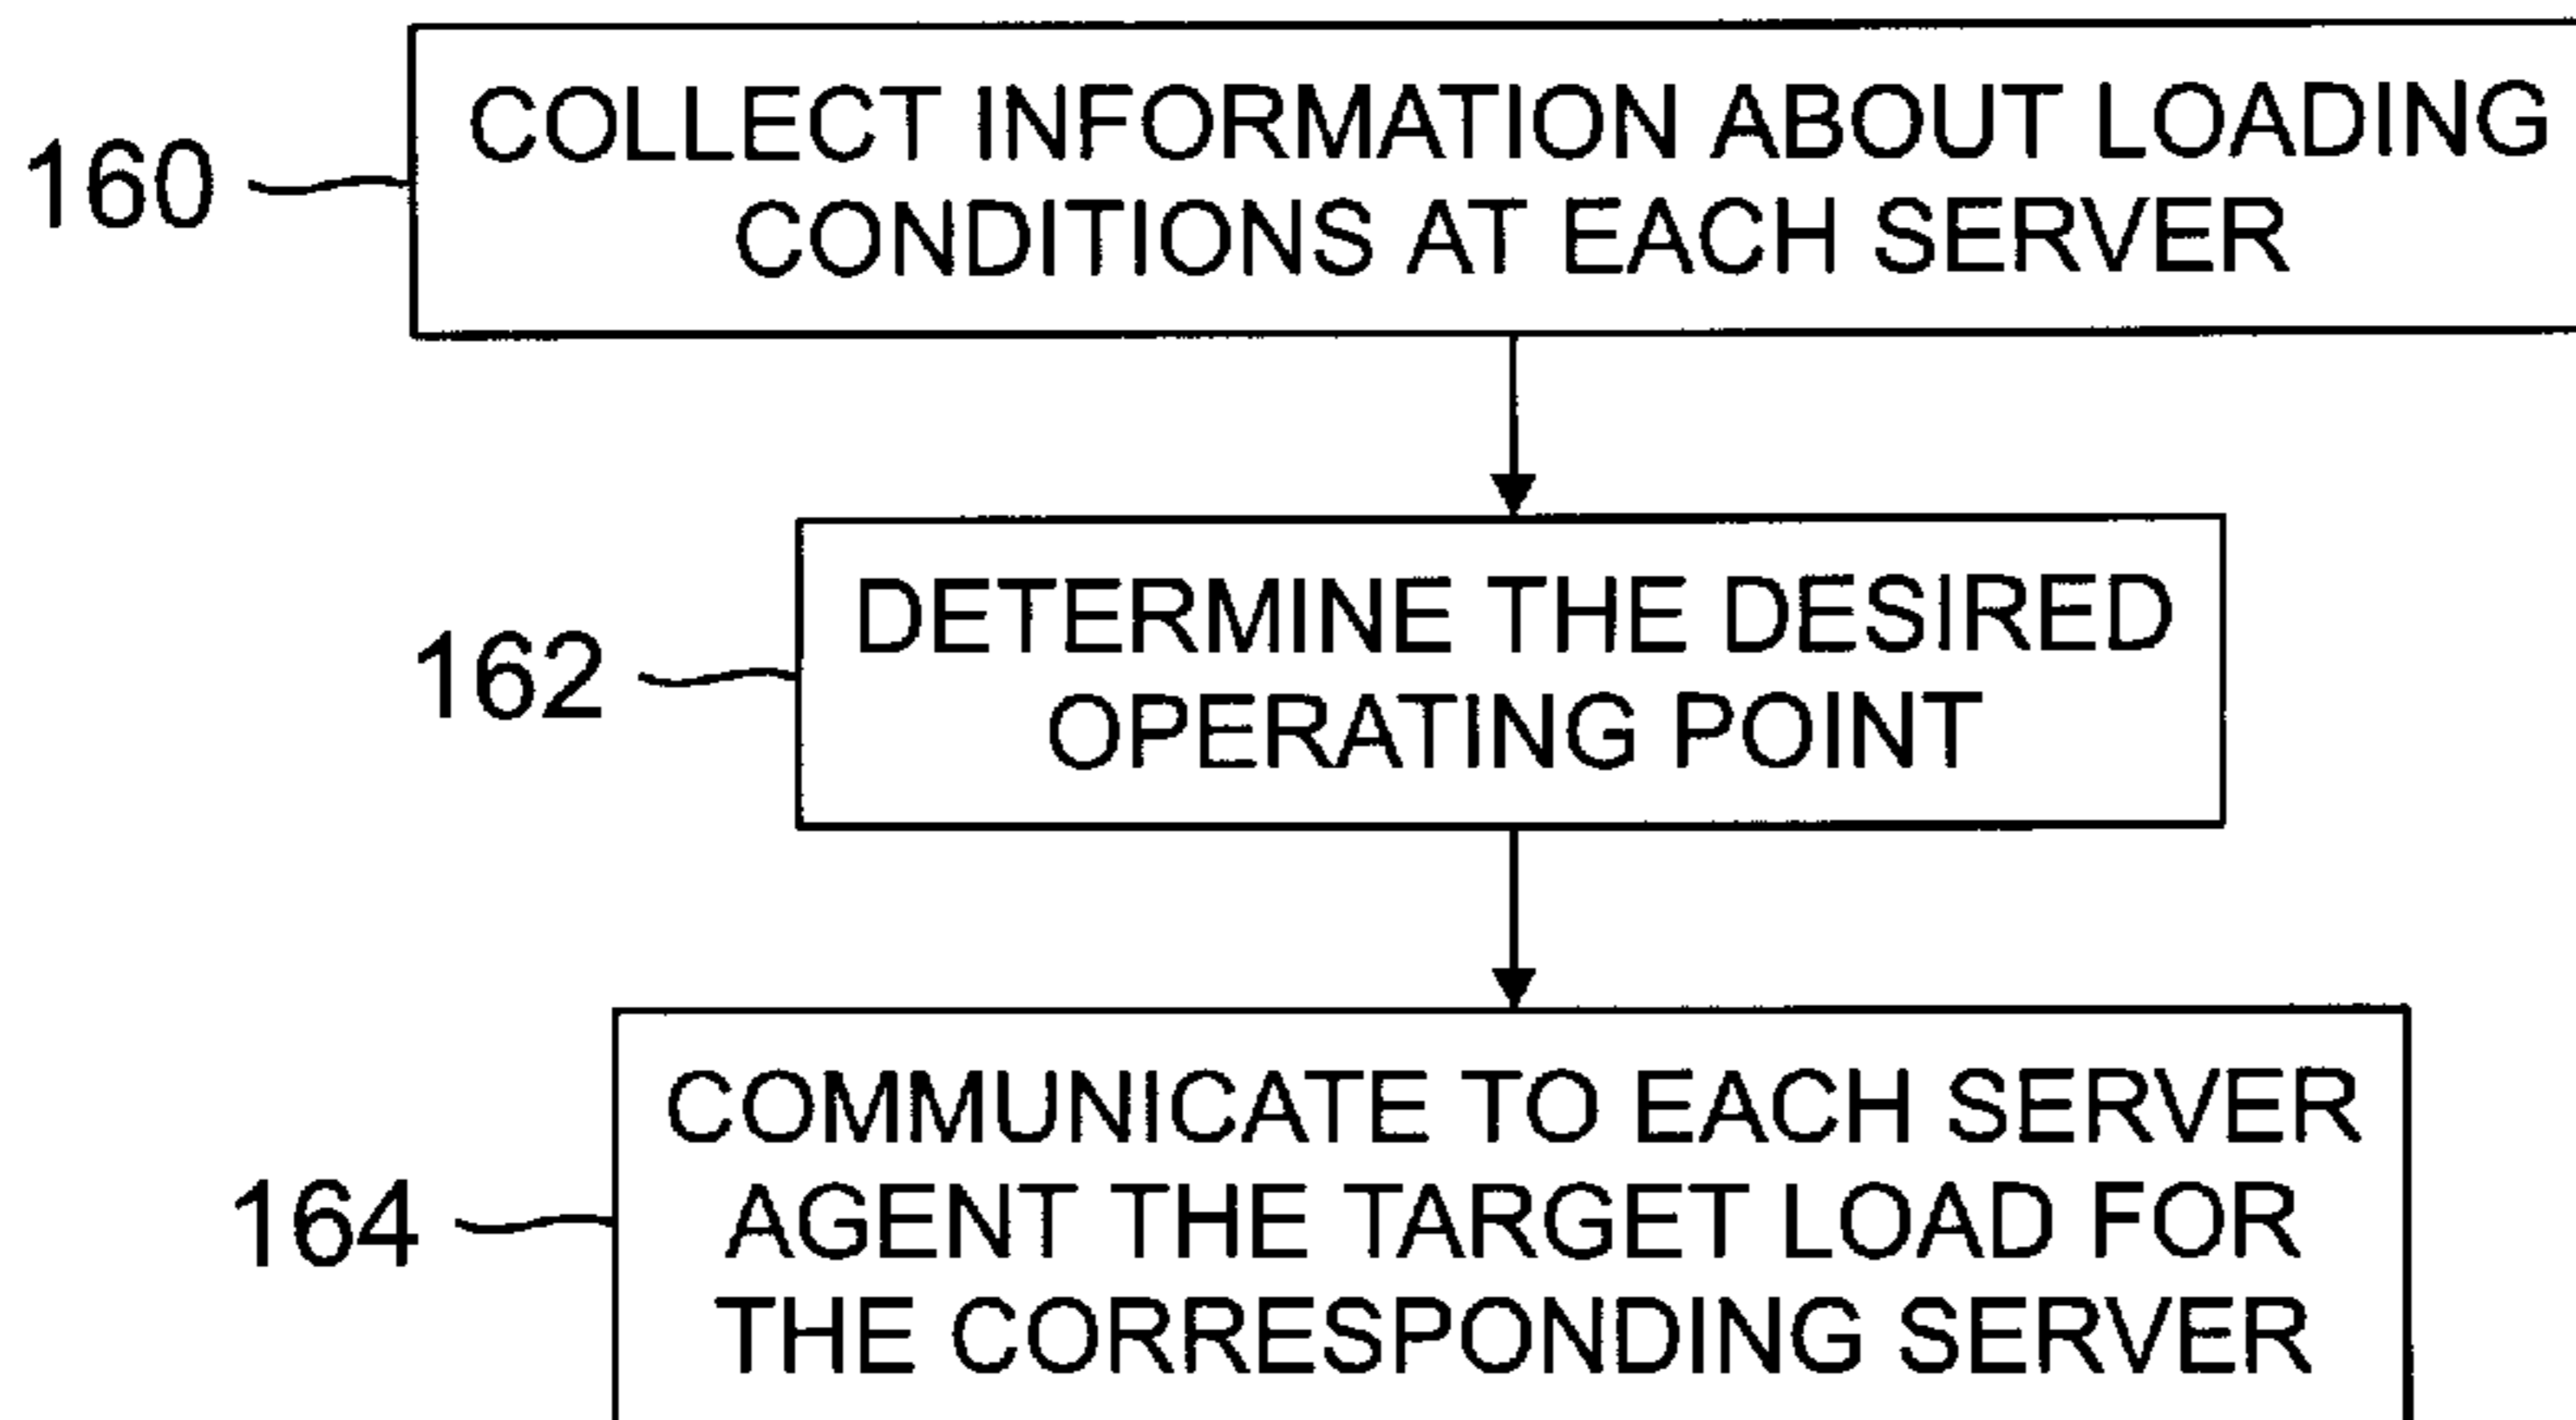 160
COLLECT INFORMATION ABOUT LOADING
CONDITIONS AT EACH SERVER
162
DETERMINE THE DESIRED
OPERATING POINT
164
COMMUNICATE TO EACH SERVER
AGENT THE TARGET LOAD FOR
THE CORRESPONDING SERVER